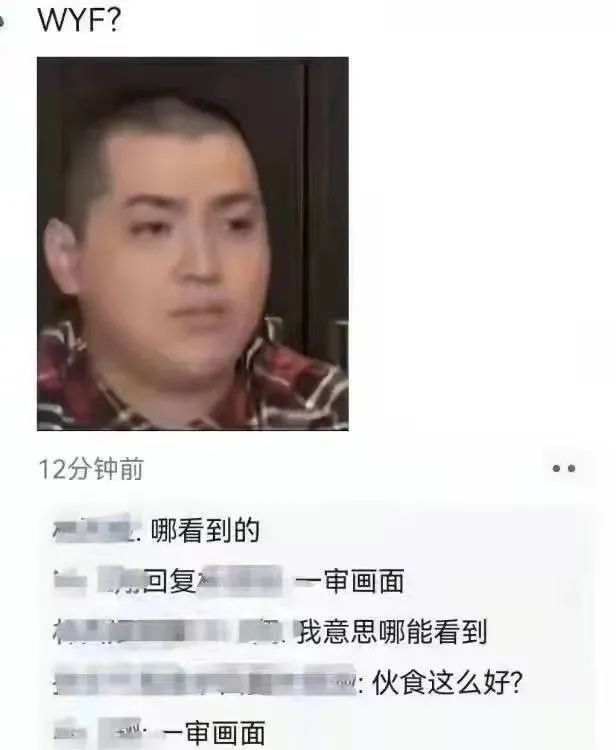 WYF?
12分钟前
: 哪看到的
回复 一审画面
我意思哪能看到
: 伙食这么好?
: 一审画面